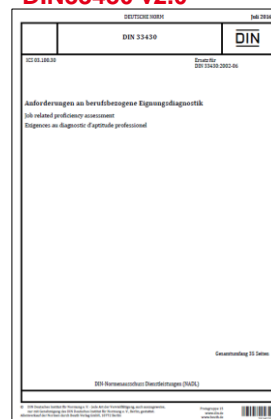 DIN33430 v2.0
DEUTSCHE NORM
Juli 2016
DIN 33430
DIN
ICS 03.100.30
Ersatz für
DIN 33430:2002-06
Anforderungen an berufsbezogene Eignungsdiagnostik
Job related proficiency assessment
Exigences au diagnostic d'aptitude professionel
Gesamtumfang 35 Seiten
DIN-Normenausschuss Dienstleistungen (NADL)